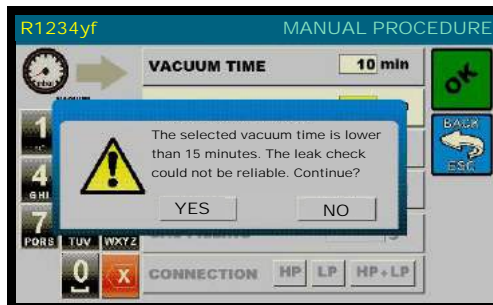 R1234yf MANUAL PROCEDURE
VACUUM TIME 10 min
OK
BACK
ESC
The selected vacuum time is lower
than 15 minutes. The leak check
could not be reliable. Continue?
YES NO
1
4
GHI
7
PQRS TUV WXYZ
0 X
CONNECTION HP LP HP+LP